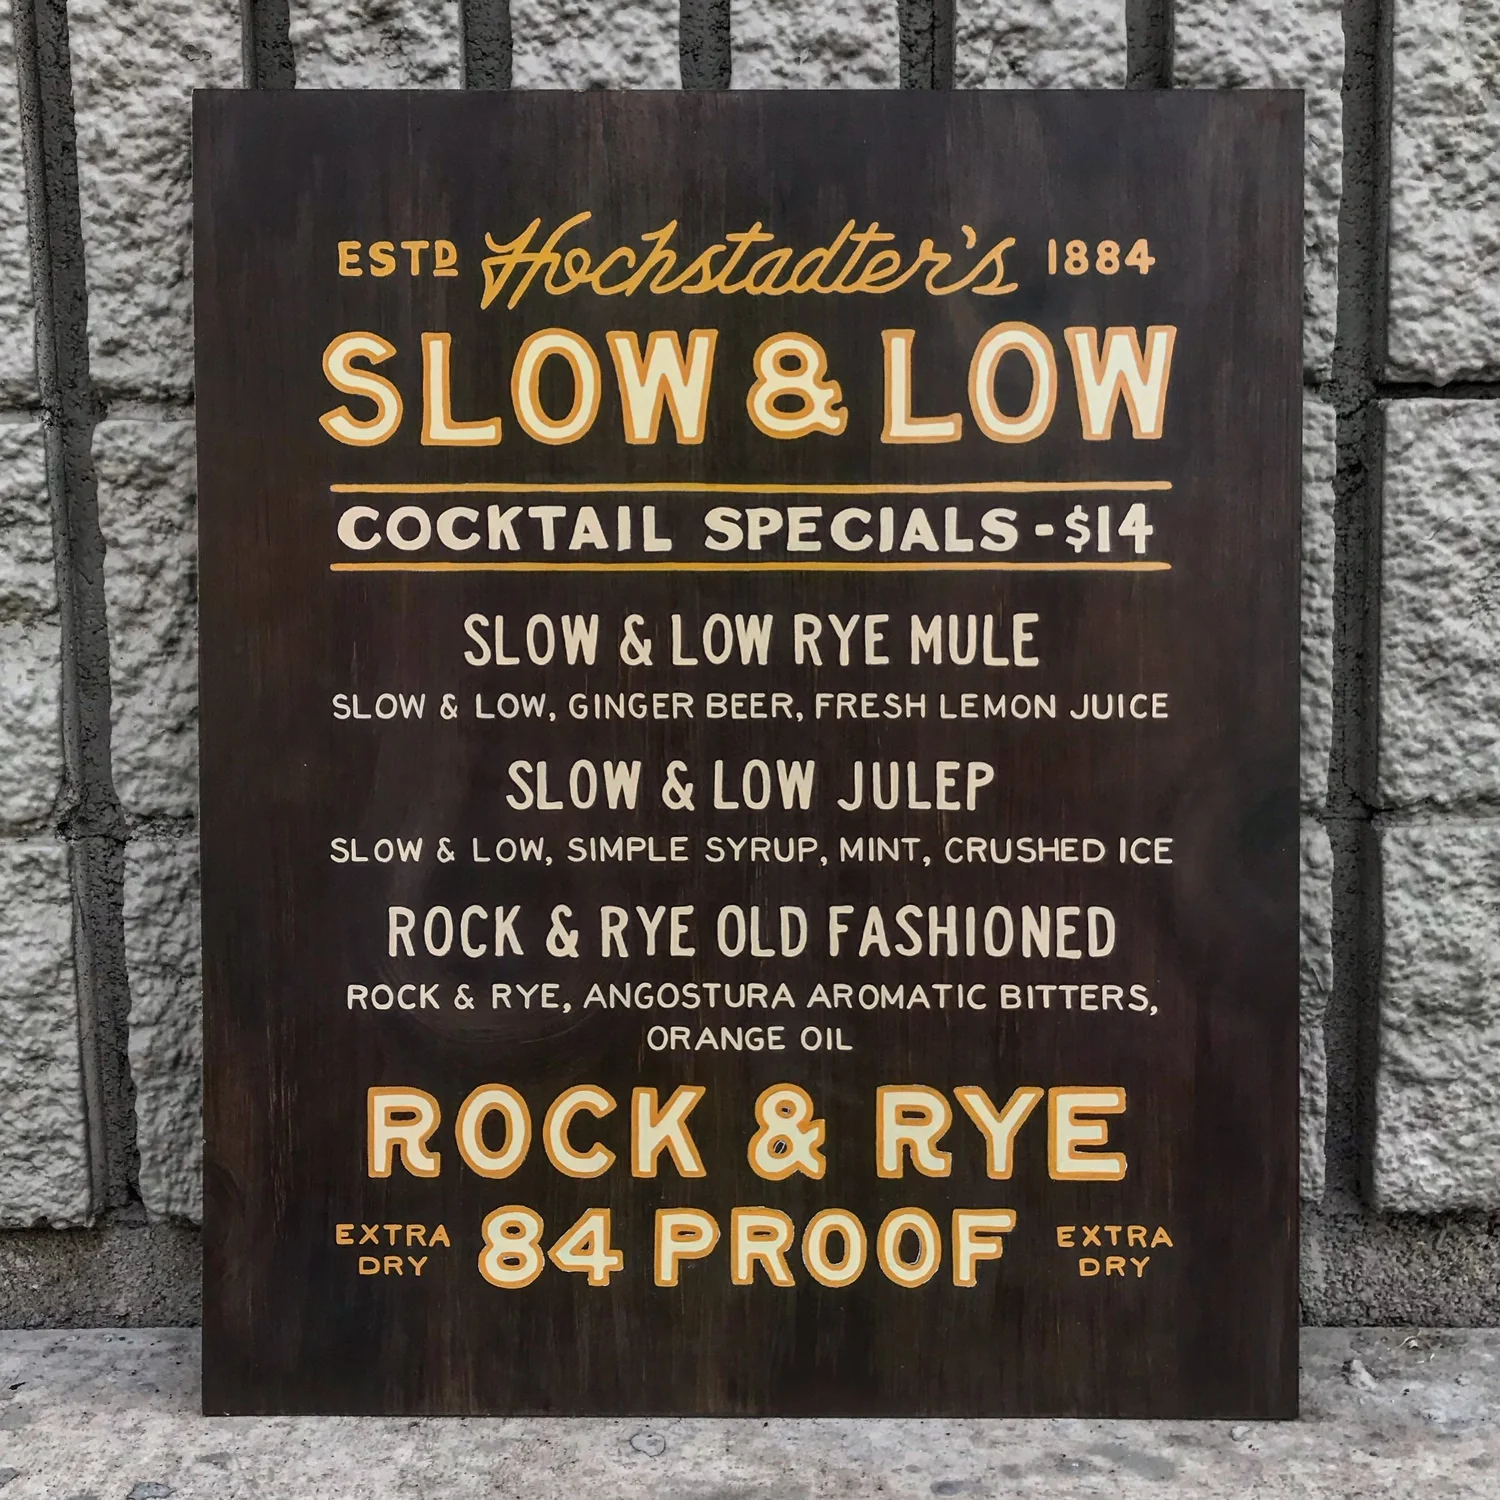 ESTD Hochstadter's 1884
SLOW & LOW
COCKTAIL SPECIALS - $14
SLOW & LOW RYE MULE
SLOW & LOW, GINGER BEER, FRESH LEMON JUICE
SLOW & LOW JULEP
SLOW & LOW, SIMPLE SYRUP, MINT, CRUSHED ICE
ROCK & RYE OLD FASHIONED
ROCK & RYE, ANGOSTURA AROMATIC BITTERS,
ORANGE OIL
ROCK & RYE
EXTRA DRY 84 PROOF EXTRA DRY